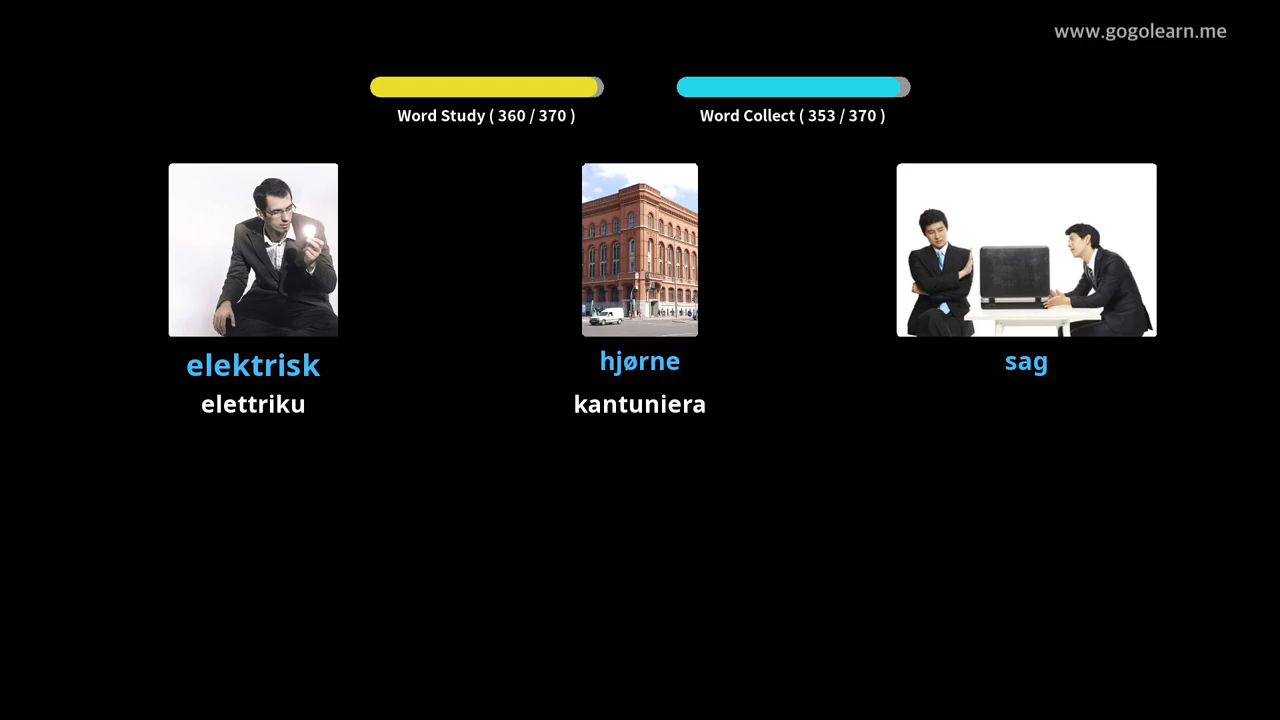 www.gogolearn.me
Word Study ( 360 / 370 )
Word Collect ( 353 / 370 )
elektrisk
elettriku
hjørne
kantuniera
sag